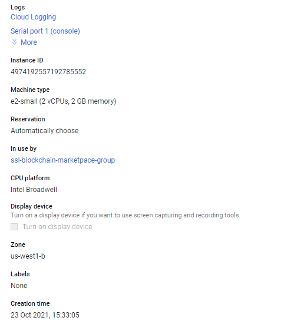 Logs
Cloud Logging
Serial port 1 (console)
More
Instance ID
4974192557192785552
Machine type
e2-small (2 vCPUs, 2 GB memory)
Reservation
Automatically choose
In use by
ssl-blockchain-marketpace-group
CPU platform
Intel Broadwell
Display device
Turn on a display device if you want to use screen capturing and recording tools.
Turn on display device
Zone
us-west1-b
Labels
None
Creation time
23 Oct 2021, 15:33:05